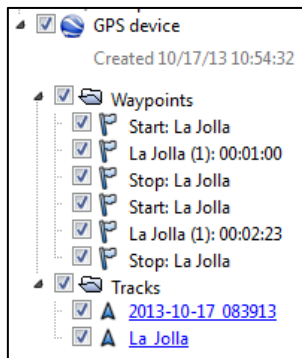 GPS device
Created 10/17/13 10:54:32
Waypoints
Start: La Jolla
La Jolla (1): 00:01:00
Stop: La Jolla
Start: La Jolla
La Jolla (1): 00:02:23
Stop: La Jolla
Tracks
2013-10-17 083913
La Jolla